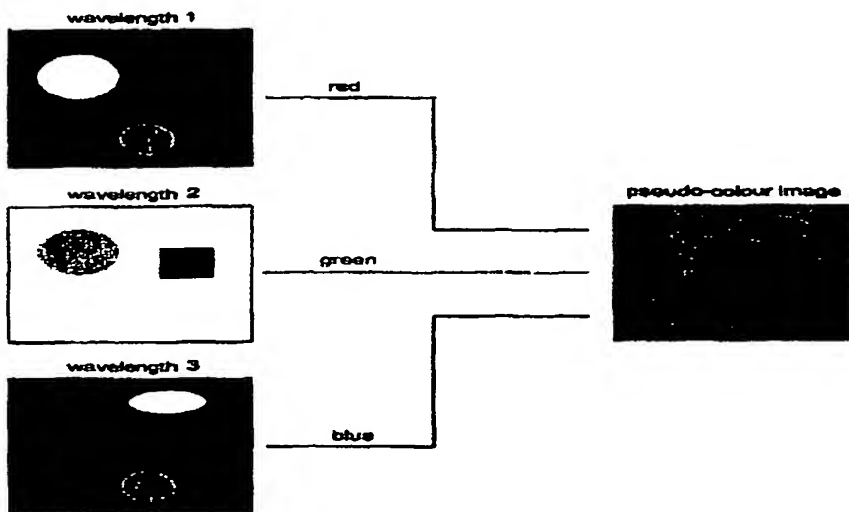 wavelength 1
red
wavelength 2
pseudo-colour image
green
wavelength 3
blue